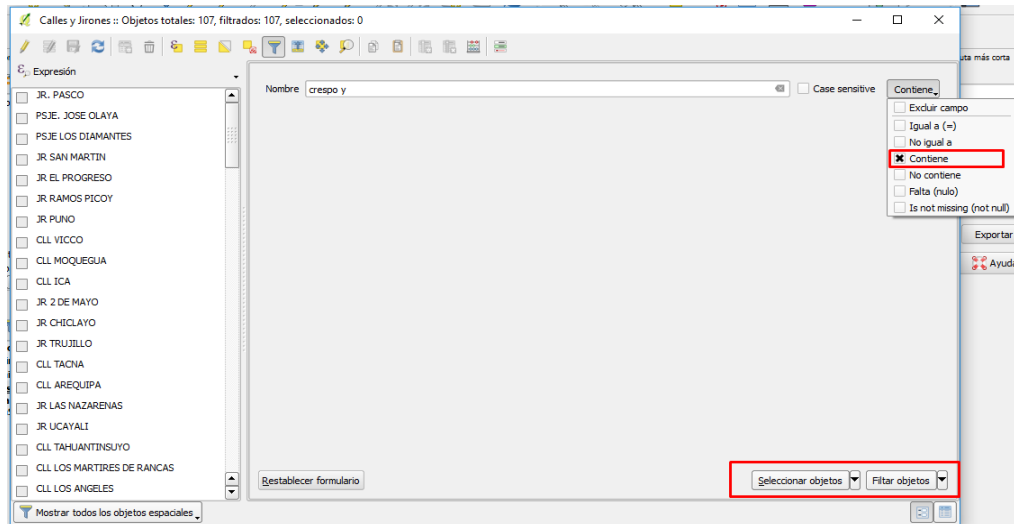 Calles y Jirones :: Objetos totales: 107, filtrados: 107, seleccionados: 0
Expresión
JR. PASCO
PSJE. JOSE OLAYA
PSJE LOS DIAMANTES
JR SAN MARTIN
JR EL PROGRESO
JR RAMOS PICOY
JR PUNO
CLL VICCO
CLL MOQUEGUA
CLL ICA
JR 2 DE MAYO
JR CHICLAYO
JR TRUJILLO
CLL TACNA
CLL AREQUIPA
JR LAS NAZARENAS
JR UCAYALI
CLL TAHUANTINSUYO
CLL LOS MARTIRES DE RANCAS
CLL LOS ANGELES
Mostrar todos los objetos espaciales
Nombre crespo y Case sensitive Contiene
Excluir campo
Igual a (=)
No igual a
Contiene
No contiene
Falta (nulo)
Is not missing (not null)
Restablecer formulario Seleccionar objetos Filtrar objetos
uta más corta
Exportar
Ayuda